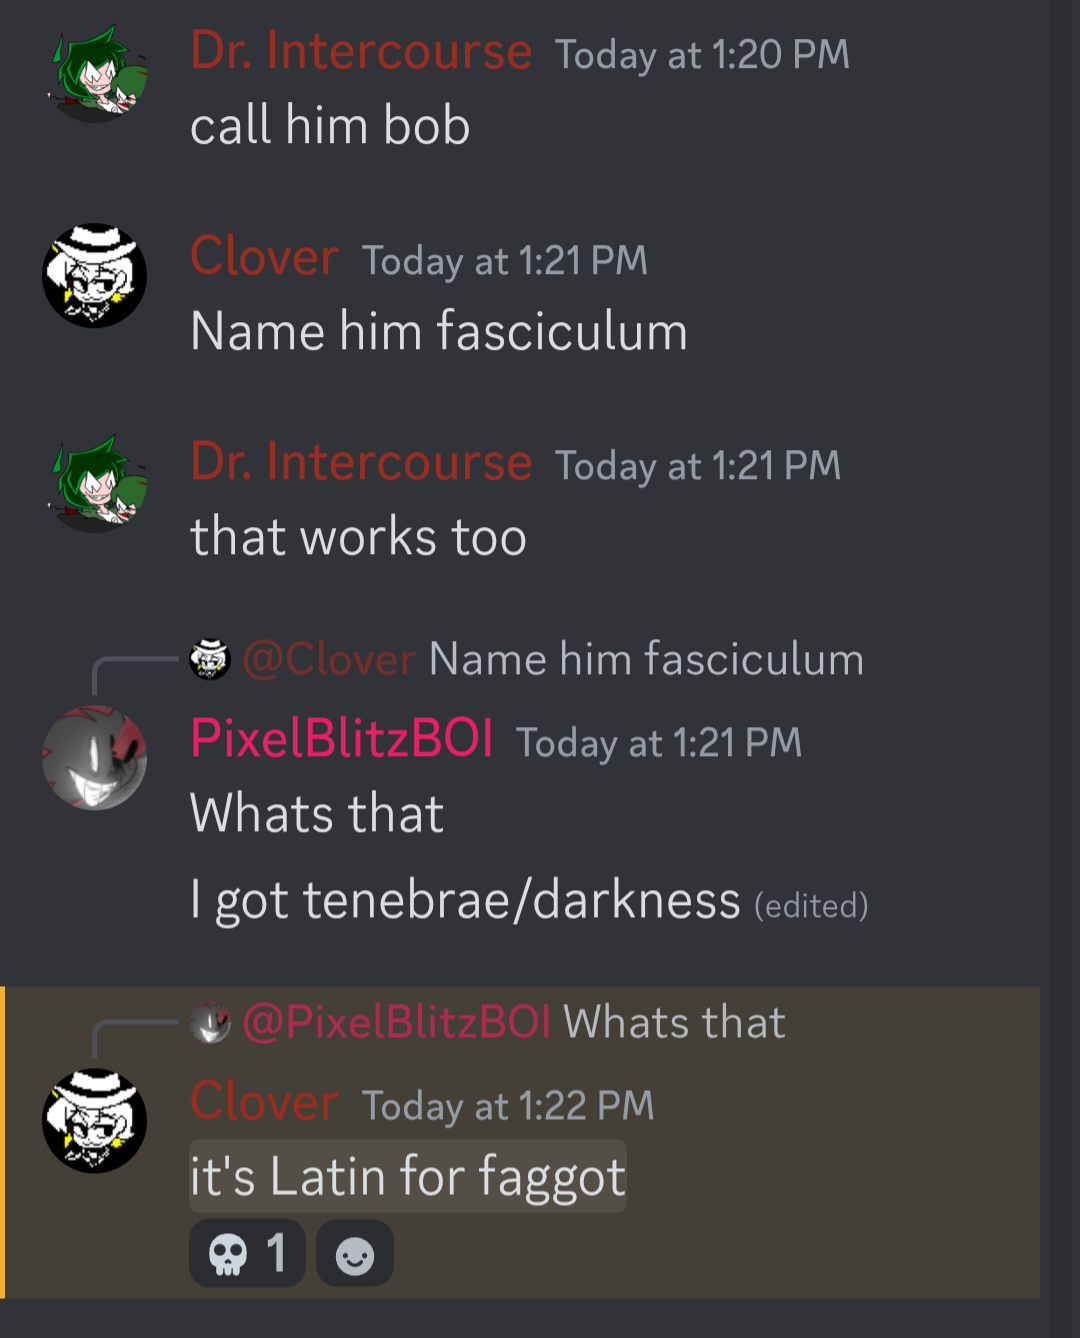 Dr. Intercourse Today at 1:20 PM
call him bob
Clover Today at 1:21 PM
Name him fasciculum
Dr. Intercourse Today at 1:21 PM
that works too
@Clover Name him fasciculum
PixelBlitzBOI Today at 1:21 PM
Whats that
I got tenebrae/darkness (edited)
@PixelBlitzBOI Whats that
Clover Today at 1:22 PM
it's Latin for faggot
1